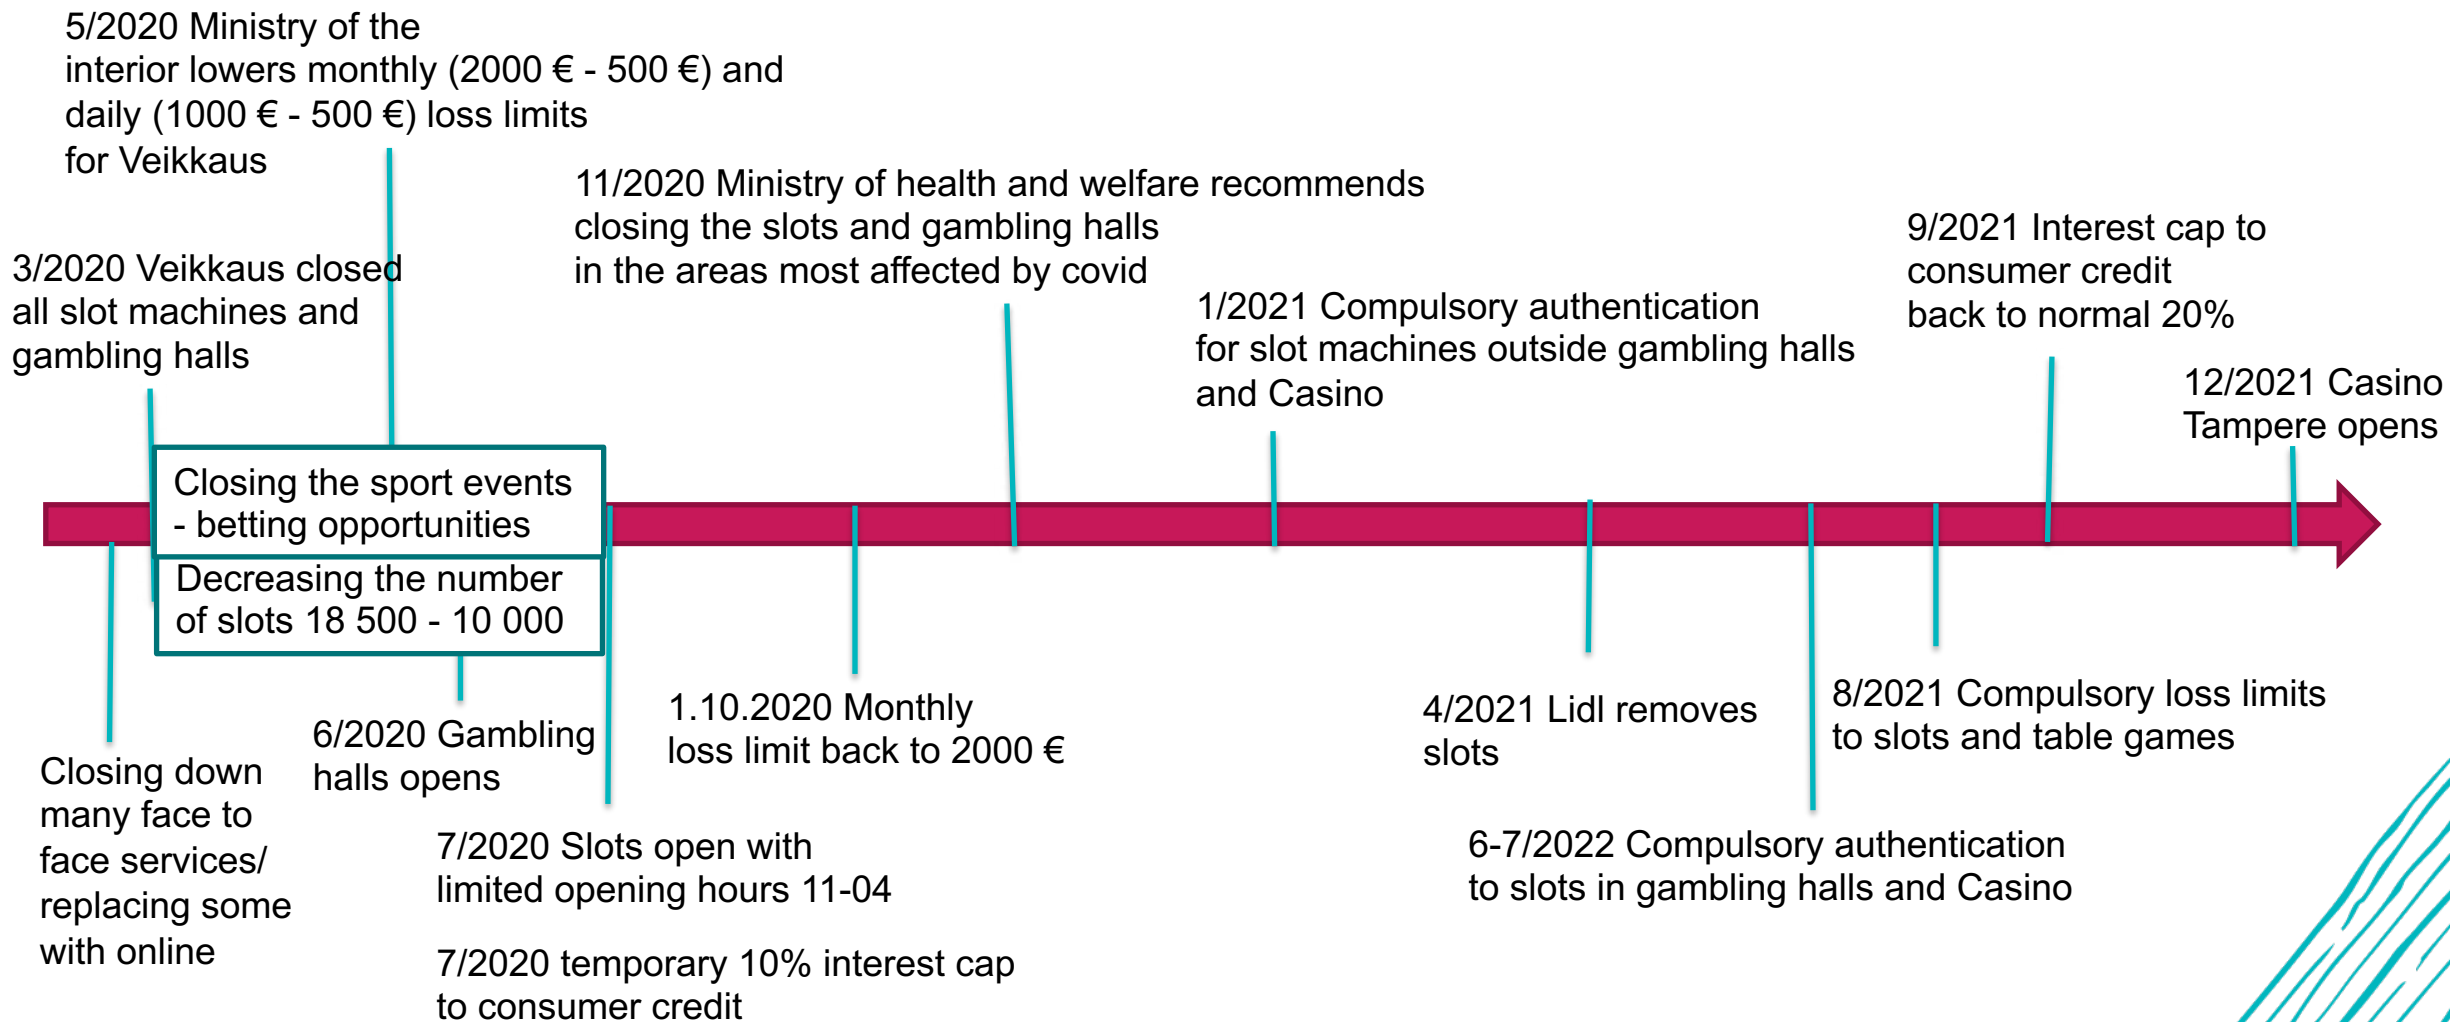 5/2020 Ministry of the
interior lowers monthly (2000 € - 500 €) and
daily (1000 € - 500 €) loss limits
for Veikkaus
3/2020 Veikkaus closed
all slot machines and
gambling halls
11/2020 Ministry of health and welfare recommends
closing the slots and gambling halls
in the areas most affected by covid
1/2021 Compulsory authentication
for slot machines outside gambling halls
and Casino
9/2021 Interest cap to
consumer credit
back to normal 20%
12/2021 Casino
Tampere opens
Closing the sport events
- betting opportunities
Decreasing the number
of slots 18 500 - 10 000
Closing down
many face to
face services/
replacing some
with online
6/2020 Gambling
halls opens
7/2020 Slots open with
limited opening hours 11-04
7/2020 temporary 10% interest cap
to consumer credit
1.10.2020 Monthly
loss limit back to 2000 €
4/2021 Lidl removes
slots
6-7/2022 Compulsory authentication
to slots in gambling halls and Casino
8/2021 Compulsory loss limits
to slots and table games